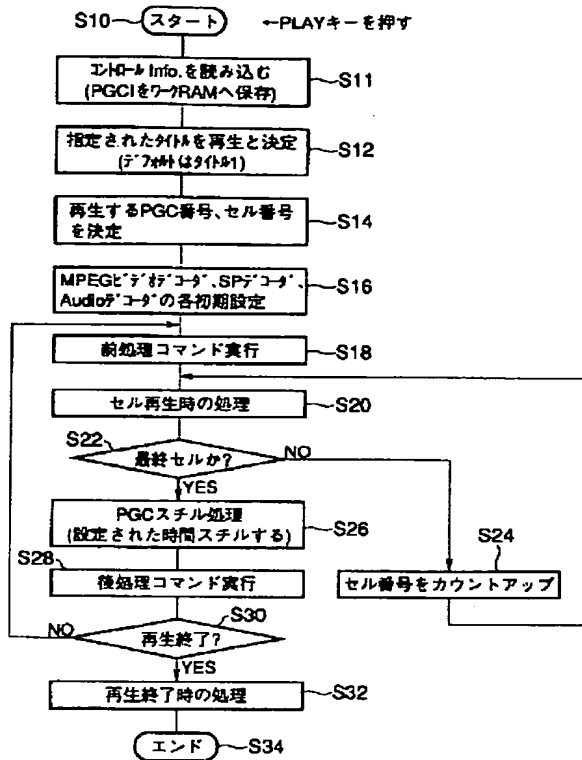 S10 スタート ←PLAYキーを押す
コントロール Info.を読み込む
(PGCIをワークRAMへ保存)
S11
指定されたタイトルを再生と決定
(デフォルトはタイトル1)
S12
再生するPGC番号、セル番号
を決定
S14
MPEGビデオデコーダ、SPデコーダ、
Audioデコーダの各初期設定
S16
前処理コマンド実行
S18
セル再生時の処理
S20
S22
最終セルか?
NO
YES
PGCスチル処理
(設定された時間スチルする)
S26
S24
セル番号をカウントアップ
S28
後処理コマンド実行
S30
再生終了?
NO
YES
再生終了時の処理
S32
エンド
S34